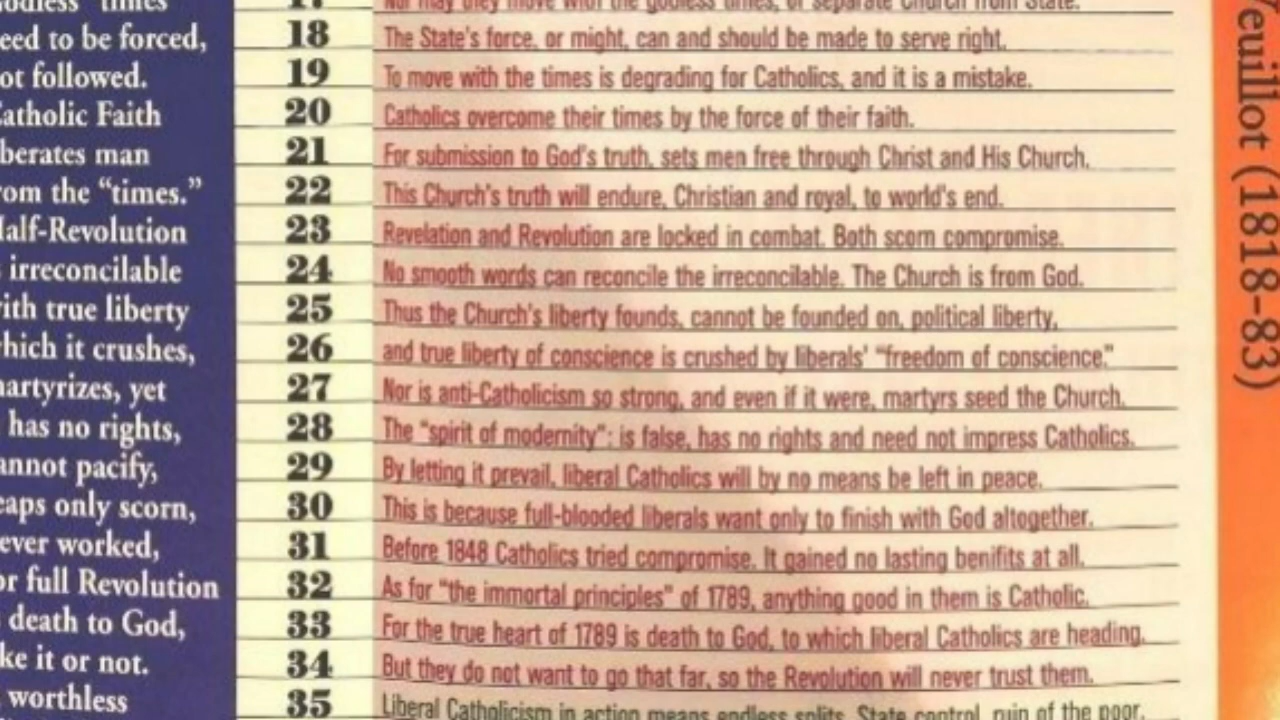 odless "times 17 Nor may they move with the godless times, or separate Church from State.
eed to be forced, 18 The State's force, or might, can and should be made to serve right.
ot followed. 19 To move with the times is degrading for Catholics, and it is a mistake.
Catholic Faith 20 Catholics overcome their times by the force of their faith.
berates man 21 For submission to God's truth, sets men free through Christ and His Church.
rom the "times." 22 This Church's truth will endure, Christian and royal, to world's end.
Half-Revolution 23 Revelation and Revolution are locked in combat. Both scorn compromise.
s irreconcilable 24 No smooth words can reconcile the irreconcilable. The Church is from God.
ith true liberty 25 Thus the Church's liberty founds, cannot be founded on, political liberty,
hich it crushes, 26 and true liberty of conscience is crushed by liberals' "freedom of conscience."
artyrizes, yet 27 Nor is anti-Catholicism so strong, and even if it were, martyrs seed the Church.
has no rights, 28 The "spirit of modernity": is false, has no rights and need not impress Catholics.
annot pacify, 29 By letting it prevail, liberal Catholics will by no means be left in peace.
eaps only scorn, 30 This is because full-blooded liberals want only to finish with God altogether.
ever worked, 31 Before 1848 Catholics tried compromise. It gained no lasting benifits at all.
or full Revolution 32 As for "the immortal principles" of 1789, anything good in them is Catholic.
s death to God, 33 For the true heart of 1789 is death to God, to which liberal Catholics are heading.
ke it or not. 34 But they do not want to go that far, so the Revolution will never trust them.
worthless 35 Liberal Catholicism in action means endless splits, State control, ruin of the poor,
Veuillot (1818-83)